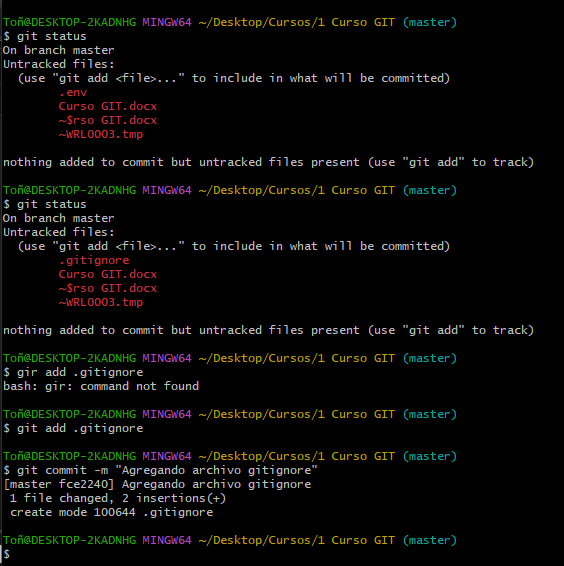 Toñ@DESKTOP-2KADNHG MINGW64 ~/Desktop/Cursos/1 Curso GIT (master)
$ git status
On branch master
Untracked files:
  (use "git add <file>..." to include in what will be committed)
        .env
        Curso GIT.docx
        ~$rso GIT.docx
        ~WRL0003.tmp

nothing added to commit but untracked files present (use "git add" to track)

Toñ@DESKTOP-2KADNHG MINGW64 ~/Desktop/Cursos/1 Curso GIT (master)
$ git status
On branch master
Untracked files:
  (use "git add <file>..." to include in what will be committed)
        .gitignore
        Curso GIT.docx
        ~$rso GIT.docx
        ~WRL0003.tmp

nothing added to commit but untracked files present (use "git add" to track)

Toñ@DESKTOP-2KADNHG MINGW64 ~/Desktop/Cursos/1 Curso GIT (master)
$ gir add .gitignore
bash: gir: command not found

Toñ@DESKTOP-2KADNHG MINGW64 ~/Desktop/Cursos/1 Curso GIT (master)
$ git add .gitignore

Toñ@DESKTOP-2KADNHG MINGW64 ~/Desktop/Cursos/1 Curso GIT (master)
$ git commit -m "Agregando archivo gitignore"
[master fce2240] Agregando archivo gitignore
 1 file changed, 2 insertions(+)
 create mode 100644 .gitignore

Toñ@DESKTOP-2KADNHG MINGW64 ~/Desktop/Cursos/1 Curso GIT (master)
$